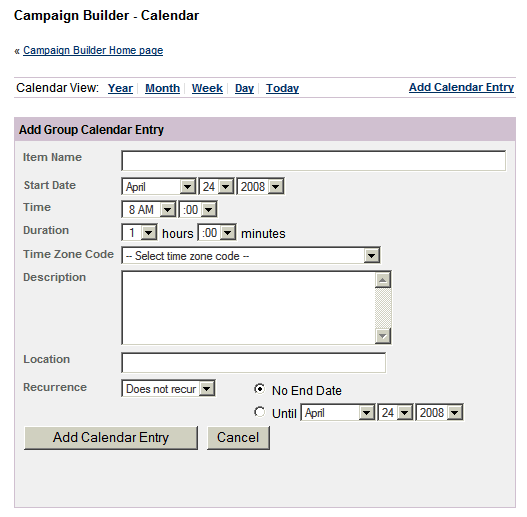 Campaign Builder - Calendar
« Campaign Builder Home page
Calendar View: Year Month Week Day Today Add Calendar Entry
Add Group Calendar Entry
Item Name
Start Date April 24 2008
Time 8 AM :00
Duration 1 hours :00 minutes
Time Zone Code -- Select time zone code --
Description
Location
Recurrence Does not recur No End Date
Until April 24 2008
Add Calendar Entry Cancel